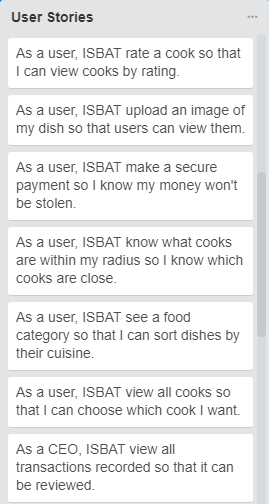 User Stories
As a user, ISBAT rate a cook so that
I can view cooks by rating.
As a user, ISBAT upload an image of
my dish so that users can view them.
As a user, ISBAT make a secure
payment so I know my money won't
be stolen.
As a user, ISBAT know what cooks
are within my radius so I know which
cooks are close.
As a user, ISBAT see a food
category so that I can sort dishes by
their cuisine.
As a user, ISBAT view all cooks so
that I can choose which cook I want.
As a CEO, ISBAT view all
transactions recorded so that it can
be reviewed.